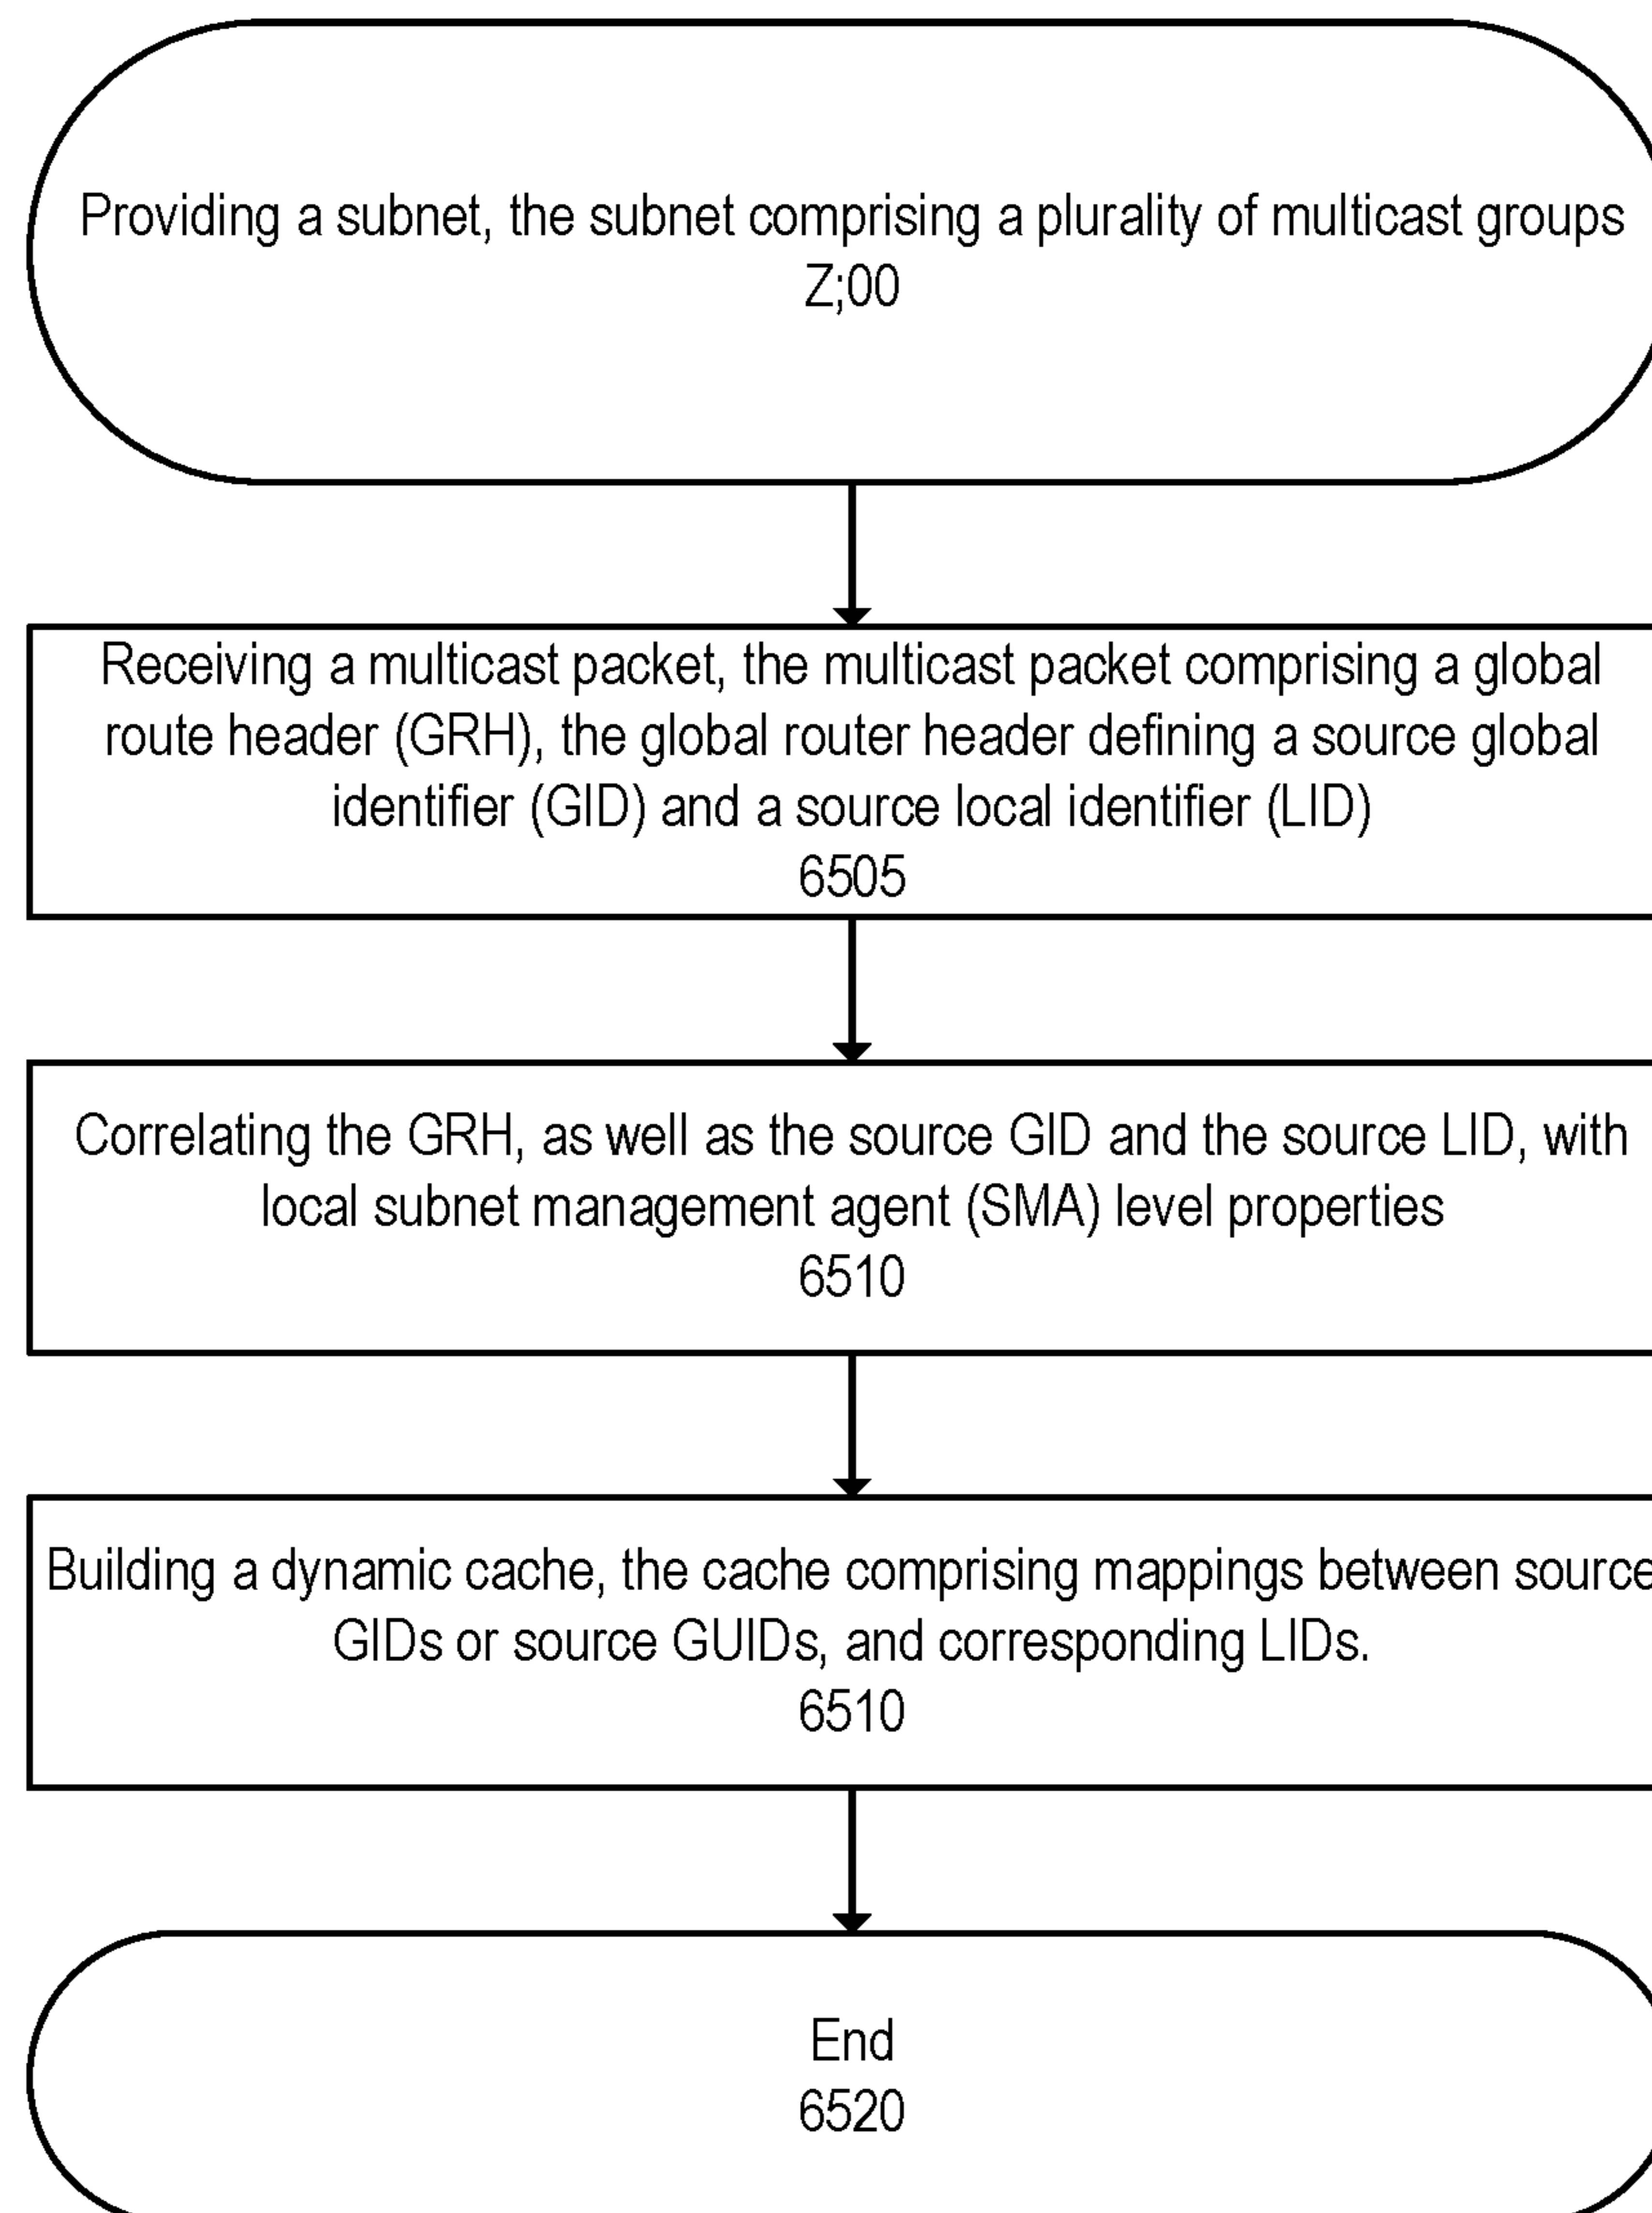 Providing a subnet, the subnet comprising a plurality of multicast groups
Z;00
Receiving a multicast packet, the multicast packet comprising a global
route header (GRH), the global router header defining a source global
identifier (GID) and a source local identifier (LID)
6505
Correlating the GRH, as well as the source GID and the source LID, with
local subnet management agent (SMA) level properties
6510
Building a dynamic cache, the cache comprising mappings between source
GIDs or source GUIDs, and corresponding LIDs.
6510
End
6520